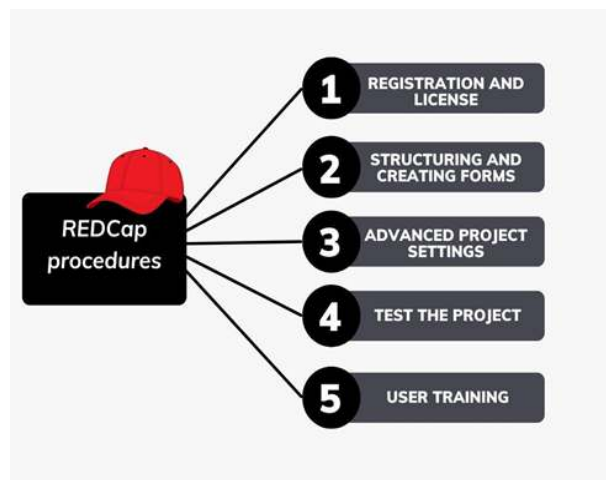 REDCap
procedures
1
REGISTRATION AND
LICENSE
2
STRUCTURING AND
CREATING FORMS
3
ADVANCED PROJECT
SETTINGS
4
TEST THE PROJECT
5
USER TRAINING